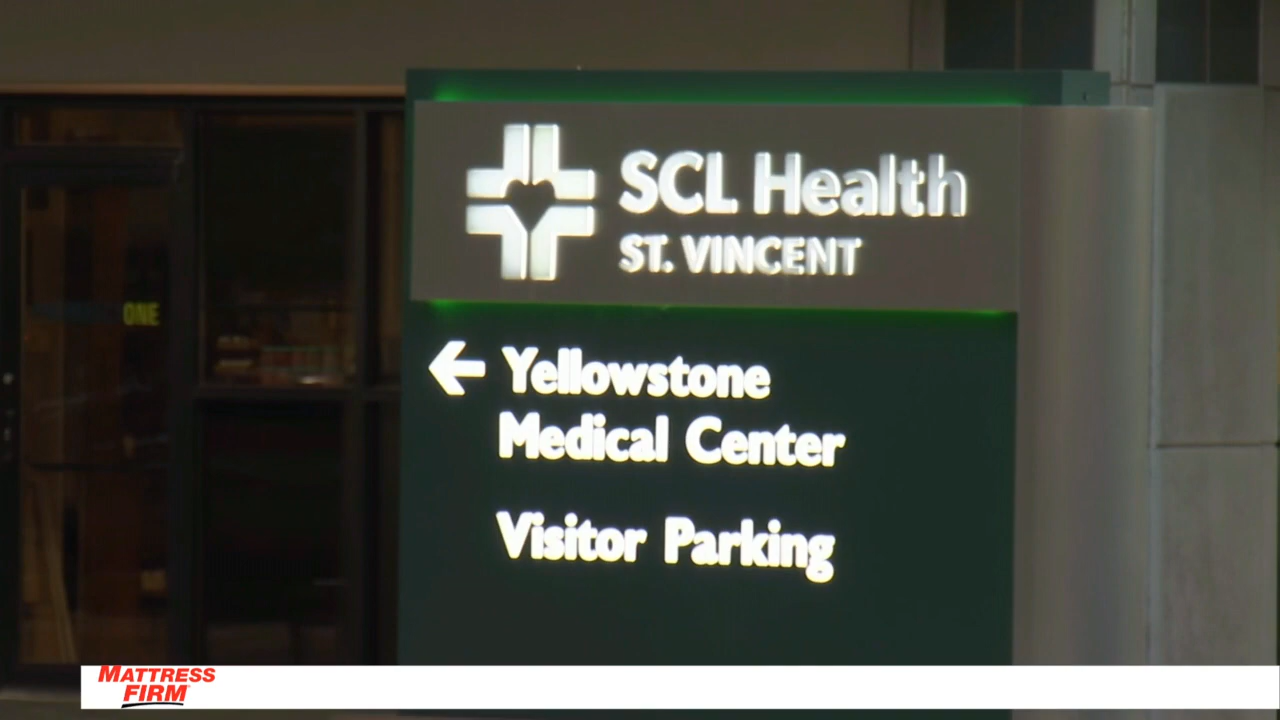 SCL Health
ST. VINCENT
ONE
← Yellowstone
Medical Center
Visitor Parking
MATTRESS
FIRM